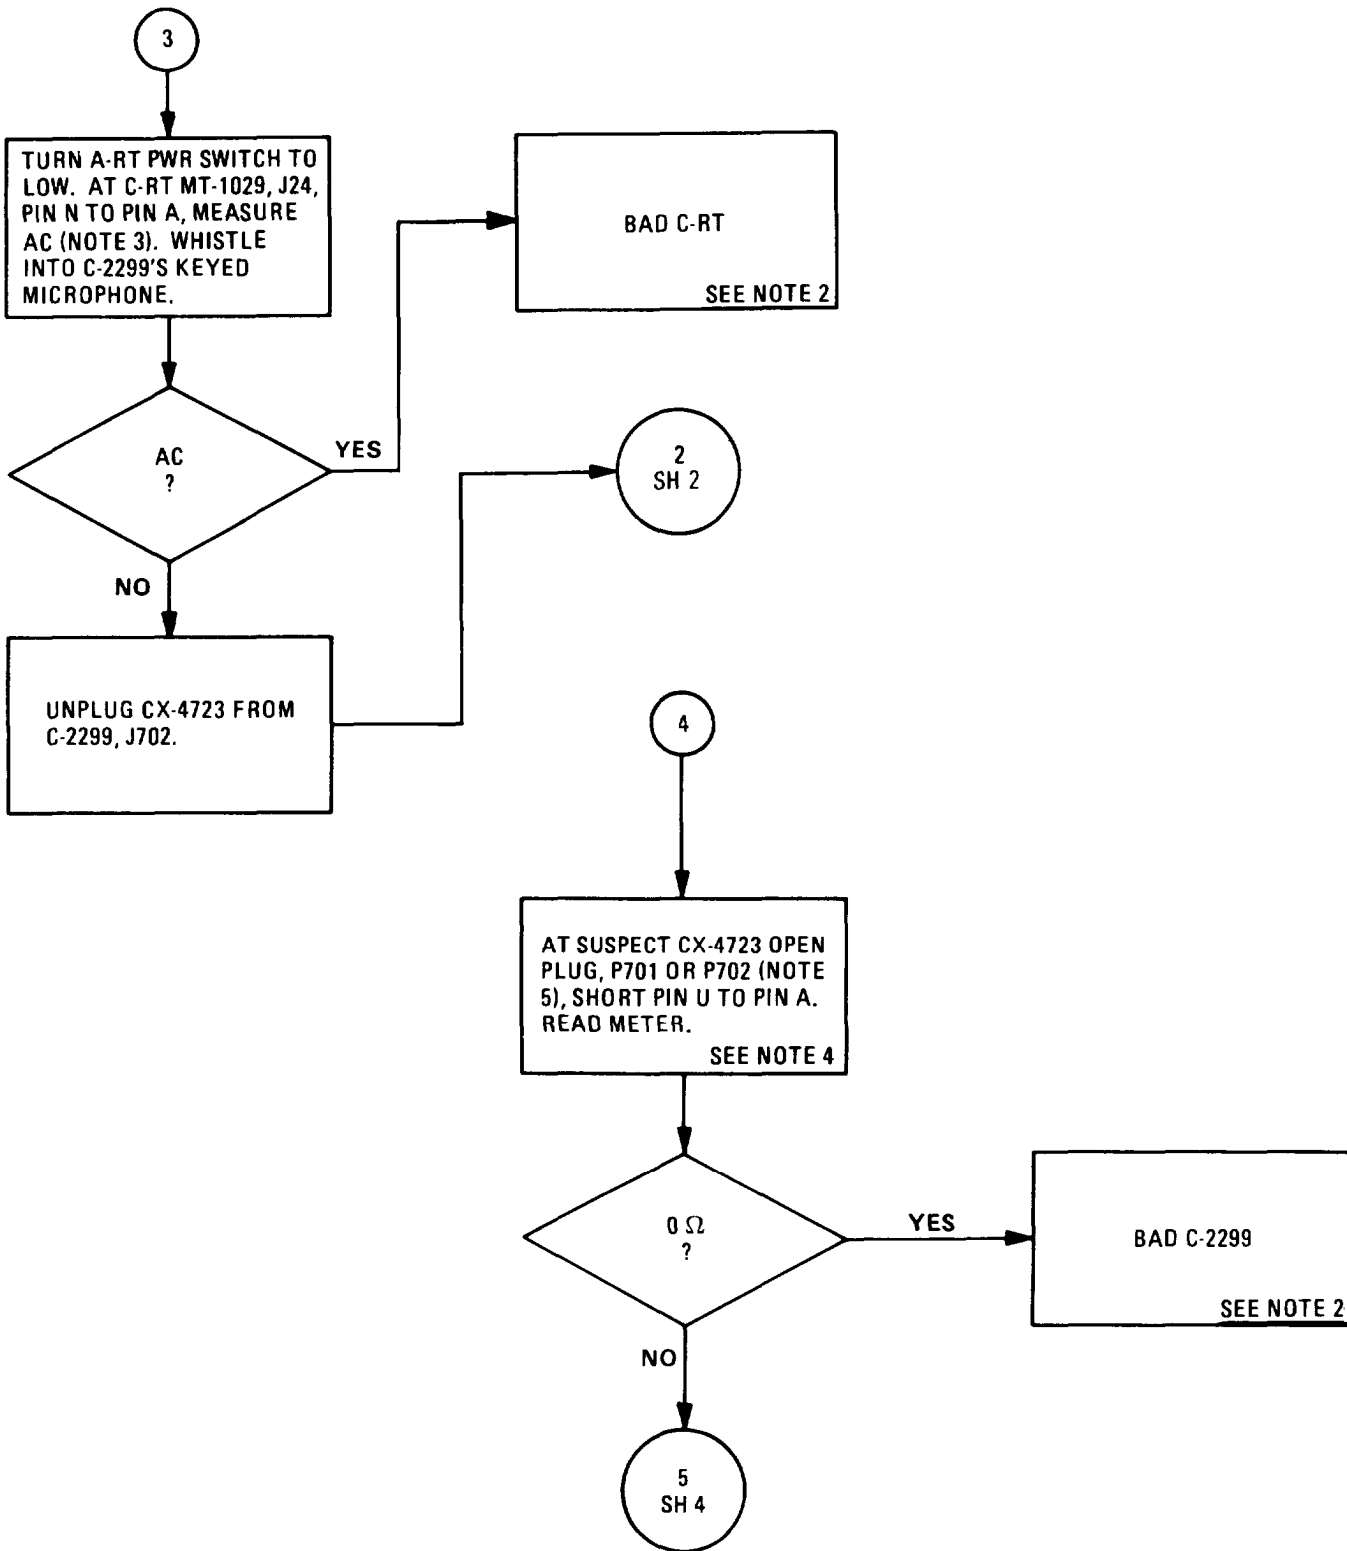 3
TURN A-RT PWR SWITCH TO
LOW. AT C-RT MT-1029, J24,
PIN N TO PIN A, MEASURE
AC (NOTE 3). WHISTLE
INTO C-2299'S KEYED
MICROPHONE.
BAD C-RT
SEE NOTE 2
AC
?
YES
NO
2
SH 2
UNPLUG CX-4723 FROM
C-2299, J702.
4
AT SUSPECT CX-4723 OPEN
PLUG, P701 OR P702 (NOTE
5), SHORT PIN U TO PIN A.
READ METER.
SEE NOTE 4
0 Ω
?
YES
BAD C-2299
SEE NOTE 2
NO
5
SH 4